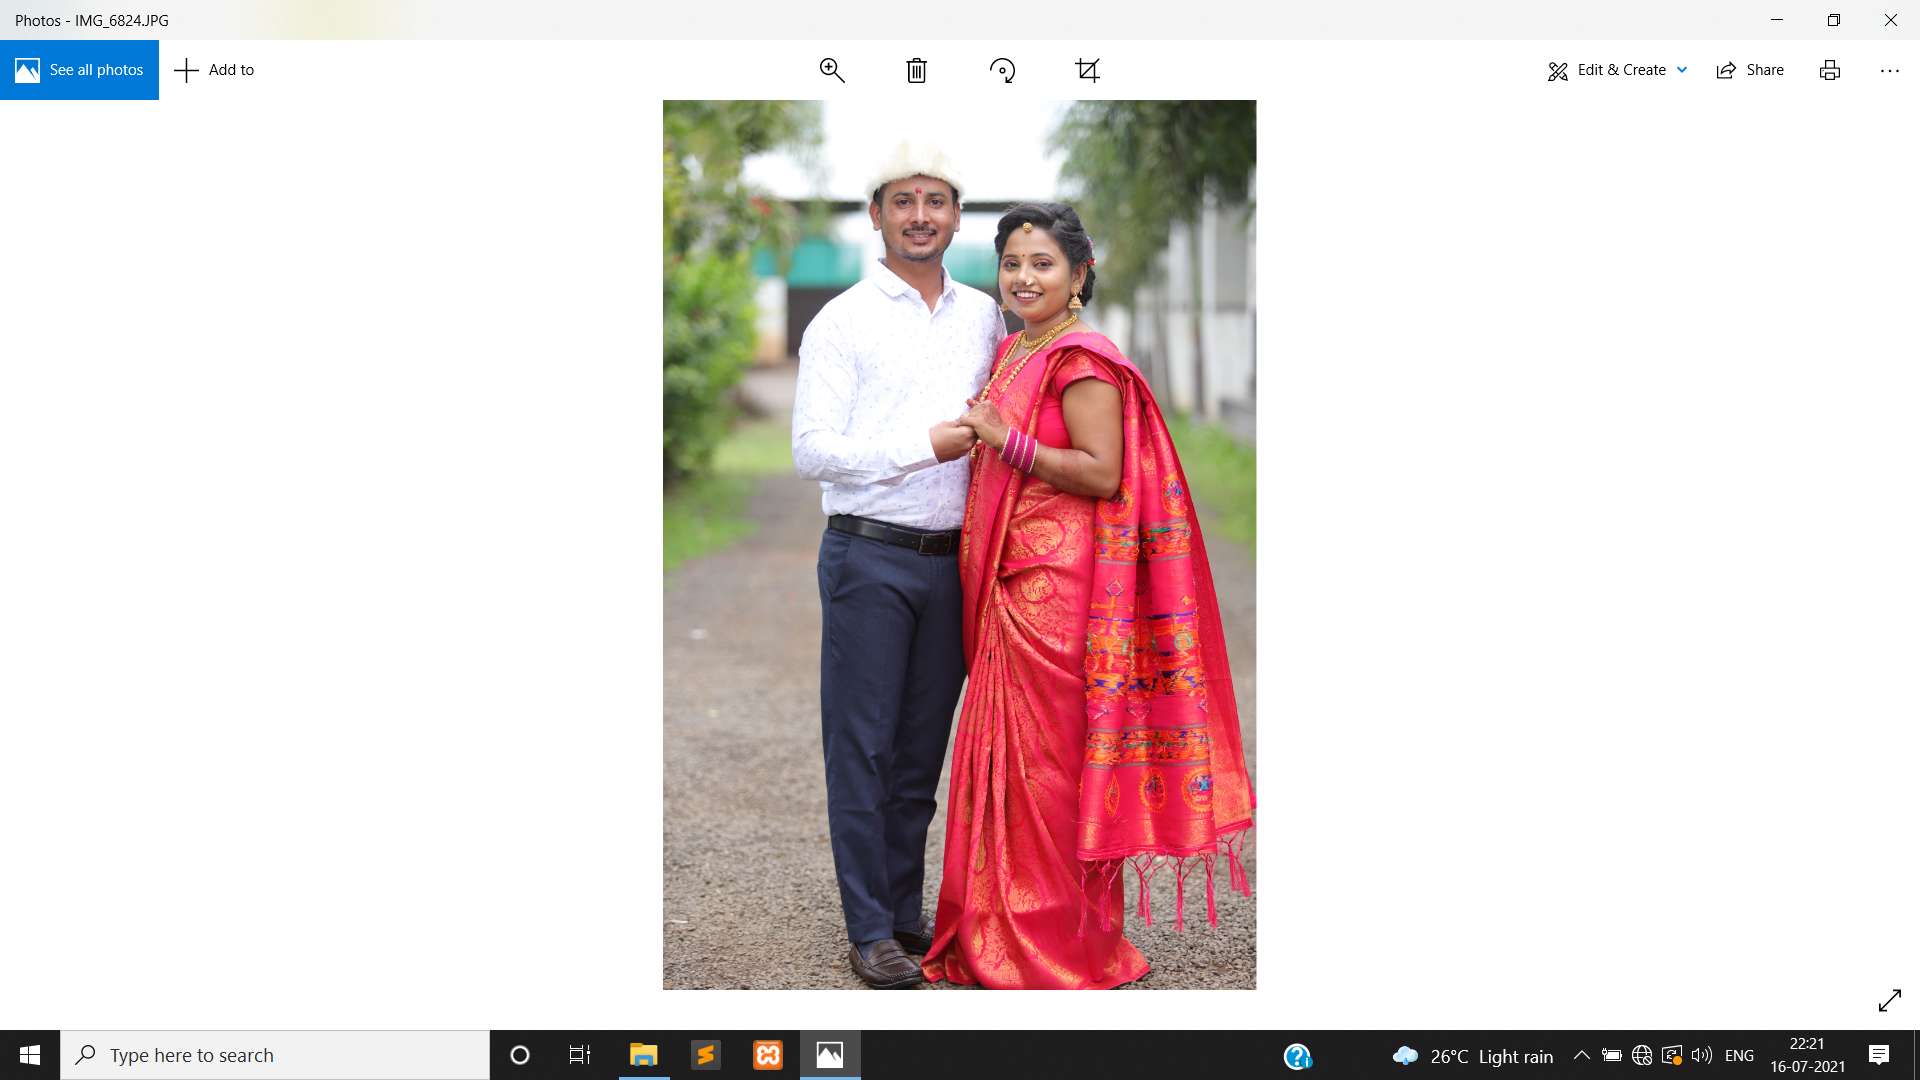 Photos - IMG_6824.JPG
See all photos
Add to
Edit & Create
Share
Type here to search
26°C Light rain
ENG
22:21
16-07-2021